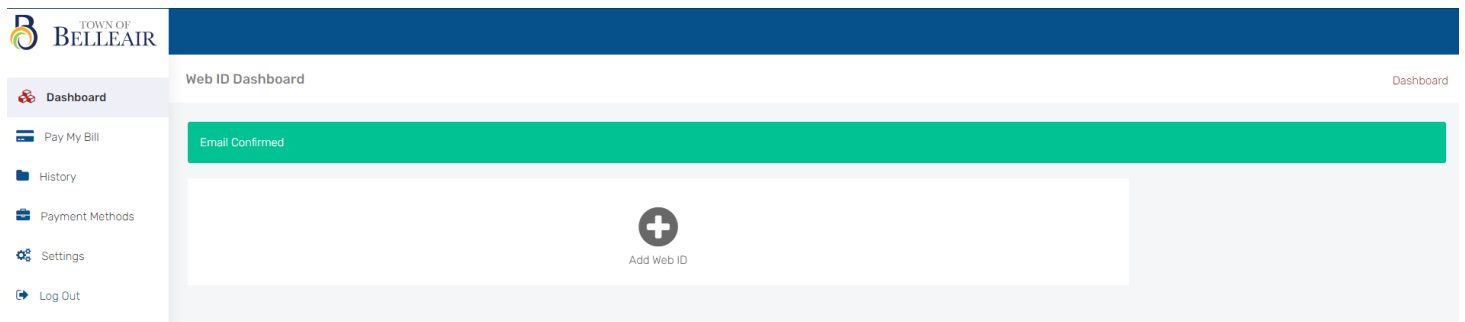 TOWN OF
BELLEAIR
Web ID Dashboard
Dashboard
Dashboard
Pay My Bill
Email Confirmed
History
Payment Methods
Add Web ID
Settings
Log Out